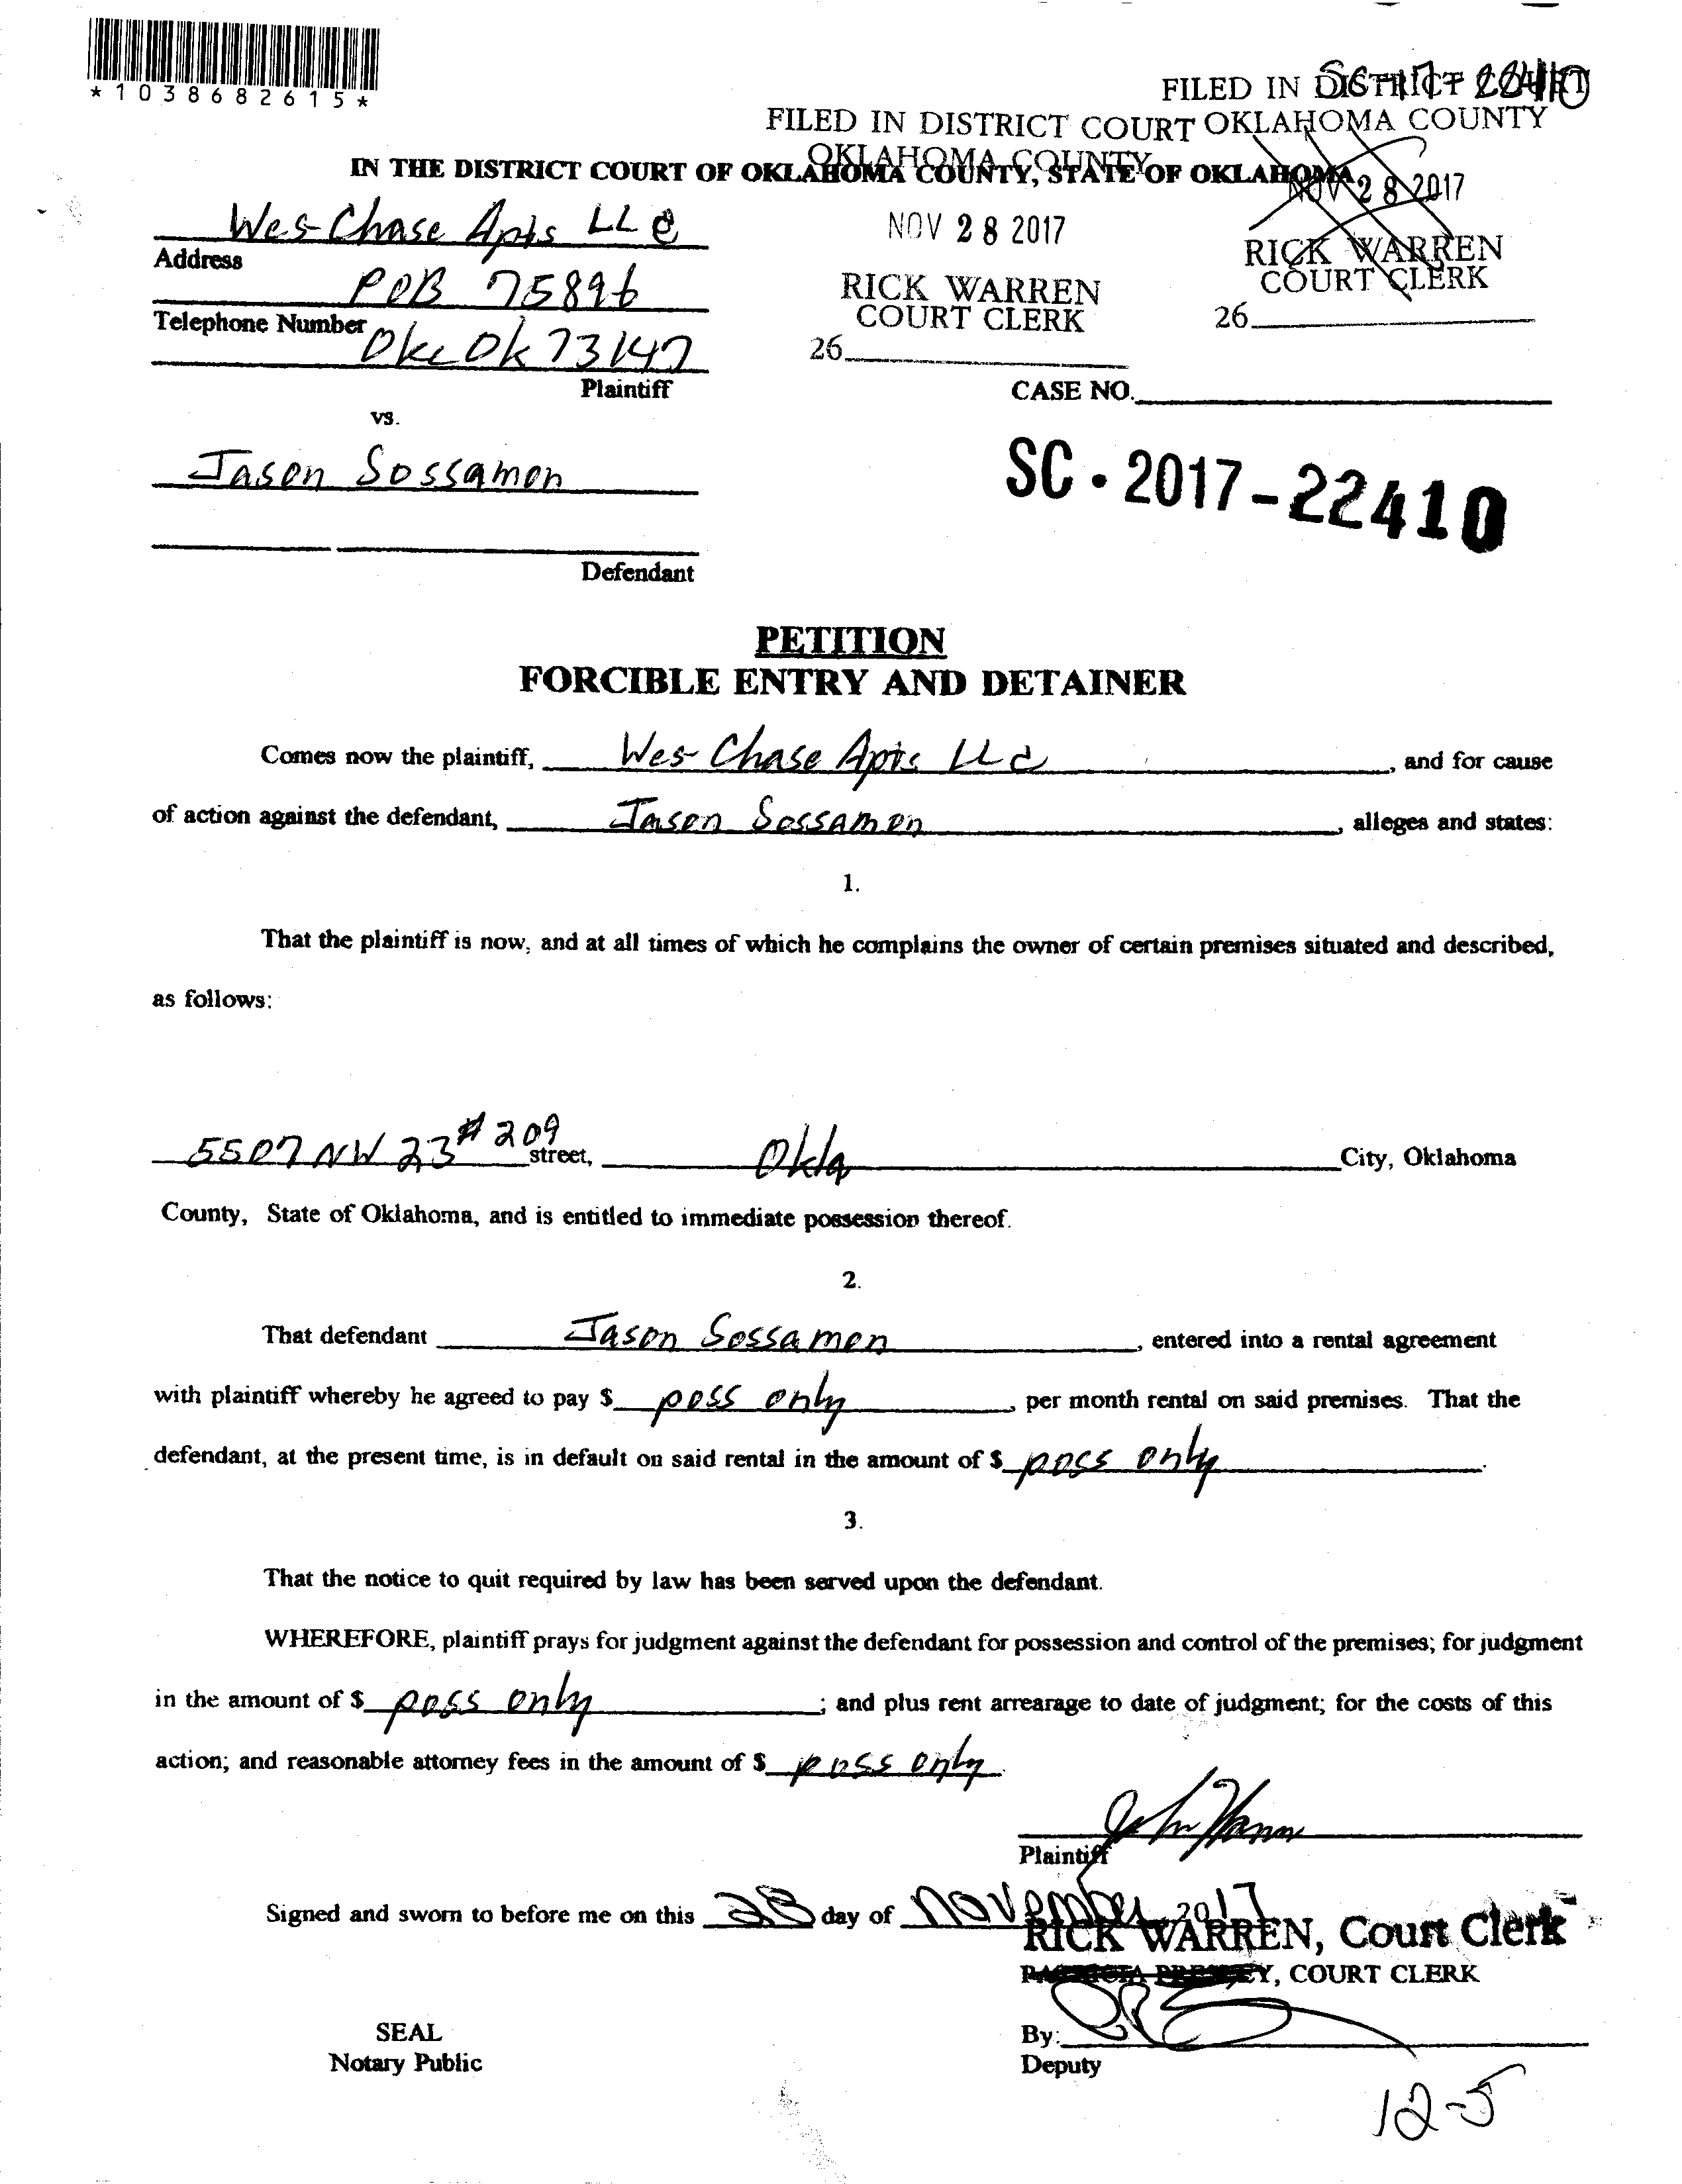 *1038682615*
SC-17-22410
FILED IN DISTRICT COURT
OKLAHOMA COUNTY
NOV 28 2017
RICK WARREN
COURT CLERK
26
FILED IN DISTRICT COURT
OKLAHOMA COUNTY
NOV 28 2017
RICK WARREN
COURT CLERK
26
IN THE DISTRICT COURT OF OKLAHOMA COUNTY, STATE OF OKLAHOMA
Wes-Chase Apts LLC
Address
POB 75896
Telephone Number
Okc Ok 73147
Plaintiff
CASE NO.
vs.
Jason Sossamon
SC - 2017-22410
Defendant
PETITION
FORCIBLE ENTRY AND DETAINER
Comes now the plaintiff, Wes-Chase Apts LLC, and for cause
of action against the defendant, Jason Sossamon, alleges and states:
1.
That the plaintiff is now, and at all times of which he complains the owner of certain premises situated and described,
as follows:
5507 NW 23 # 209 street, Okla City, Oklahoma
County, State of Oklahoma, and is entitled to immediate possession thereof.
2.
That defendant Jason Sossamon, entered into a rental agreement
with plaintiff whereby he agreed to pay $ poss only, per month rental on said premises. That the
defendant, at the present time, is in default on said rental in the amount of $ poss only.
3.
That the notice to quit required by law has been served upon the defendant.
WHEREFORE, plaintiff prays for judgment against the defendant for possession and control of the premises; for judgment
in the amount of $ poss only; and plus rent arrearage to date of judgment; for the costs of this
action; and reasonable attorney fees in the amount of $ poss only.
Plaintiff
Signed and sworn to before me on this 28 day of November, 2017
RICK WARREN, Court Clerk
COURT CLERK
SEAL
Notary Public
By:
Deputy
12-5